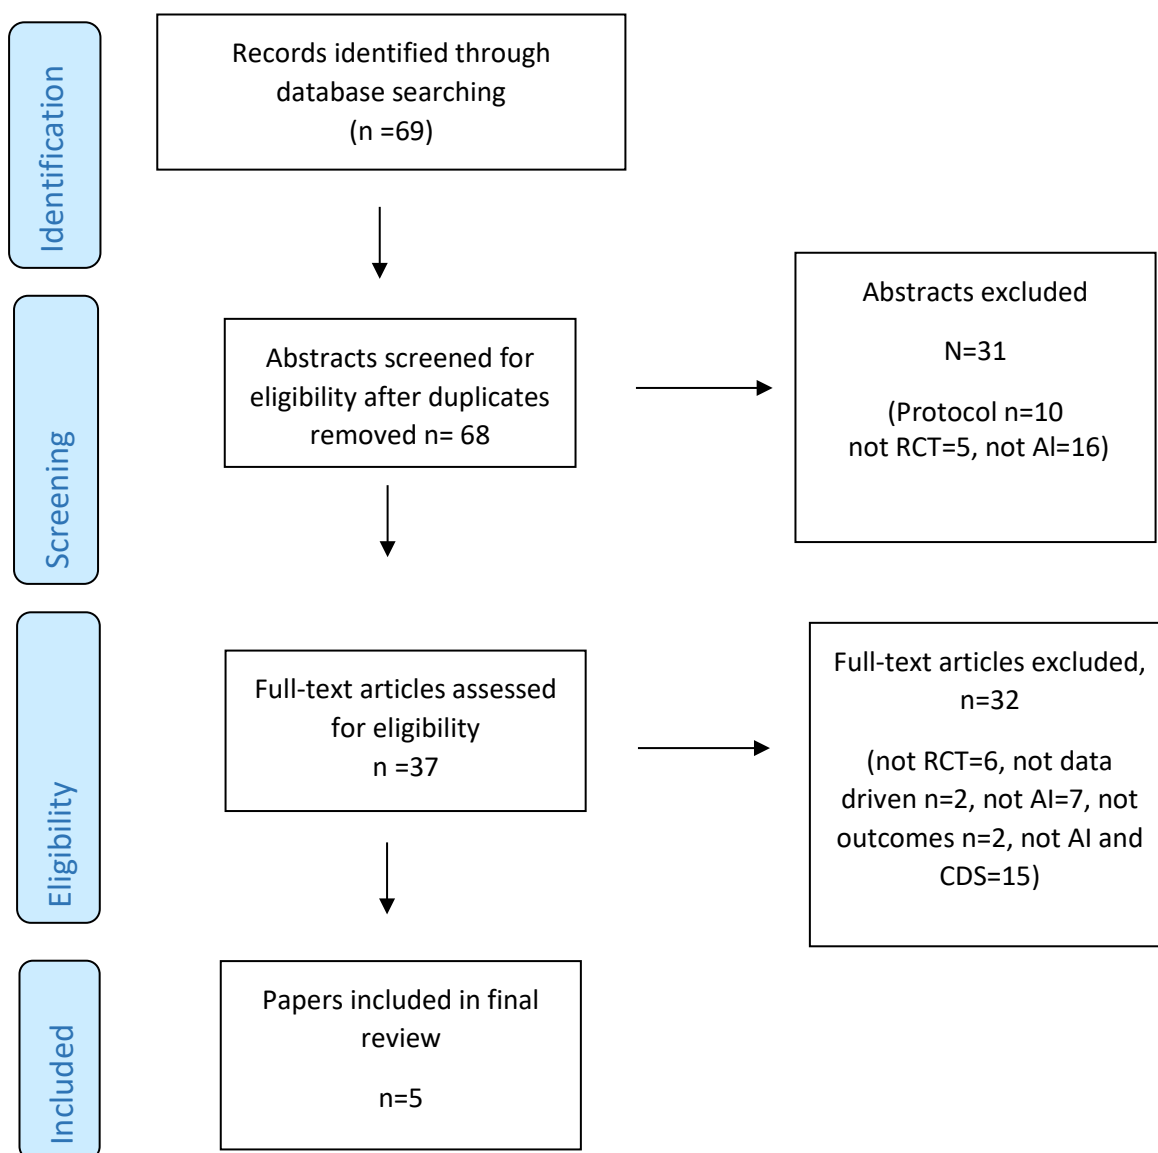 Identification
Records identified through
database searching
(n =69)
Screening
Abstracts screened for
eligibility after duplicates
removed n= 68
Abstracts excluded
N=31
(Protocol n=10
not RCT=5, not AI=16)
Eligibility
Full-text articles assessed
for eligibility
n =37
Full-text articles excluded,
n=32
(not RCT=6, not data
driven n=2, not AI=7, not
outcomes n=2, not AI and
CDS=15)
Included
Papers included in final
review
n=5